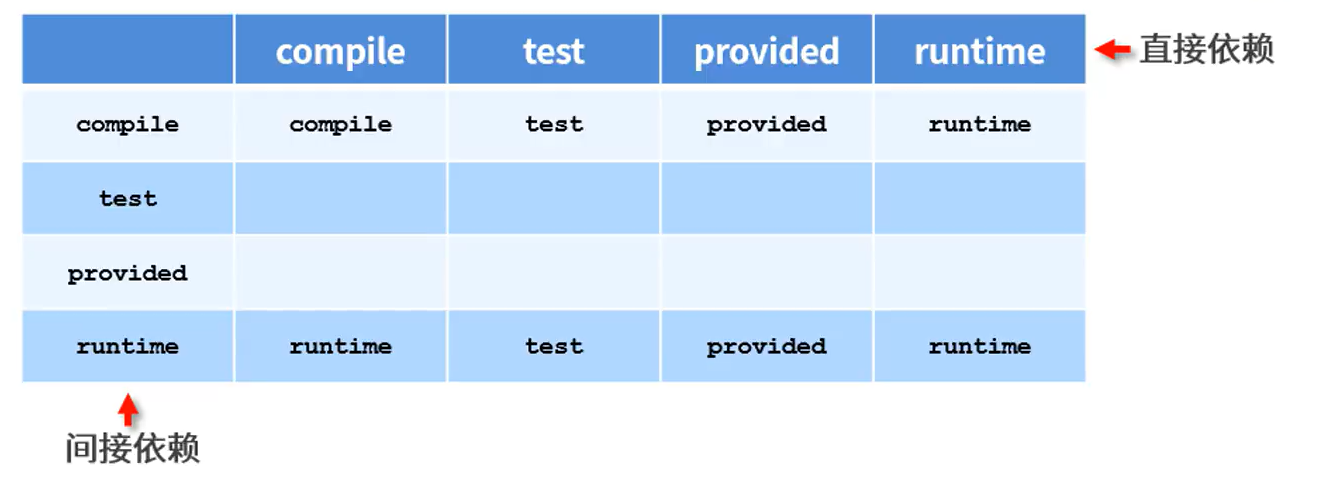 compile test provided runtime 直接依赖
compile compile test provided runtime
test
provided
runtime runtime test provided runtime
间接依赖